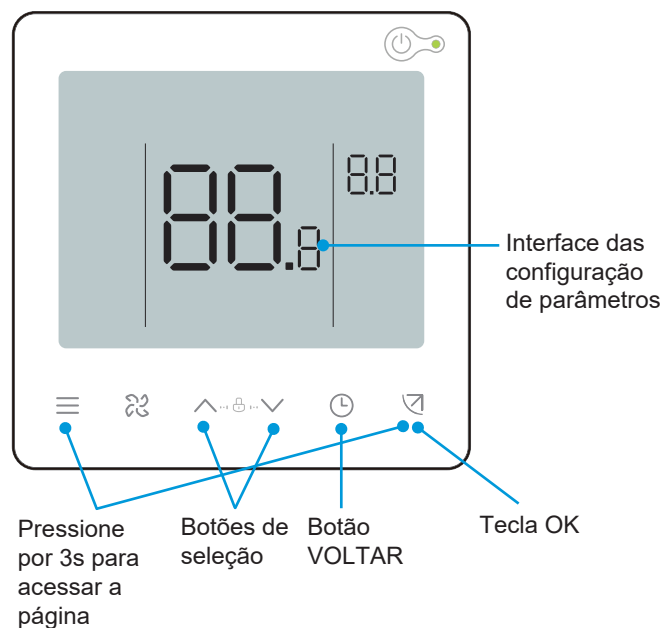 88.8
8.8
Interface das
configuração
de parâmetros
Pressione
por 3s para
acessar a
página
Botões de
seleção
Botão
VOLTAR
Tecla OK